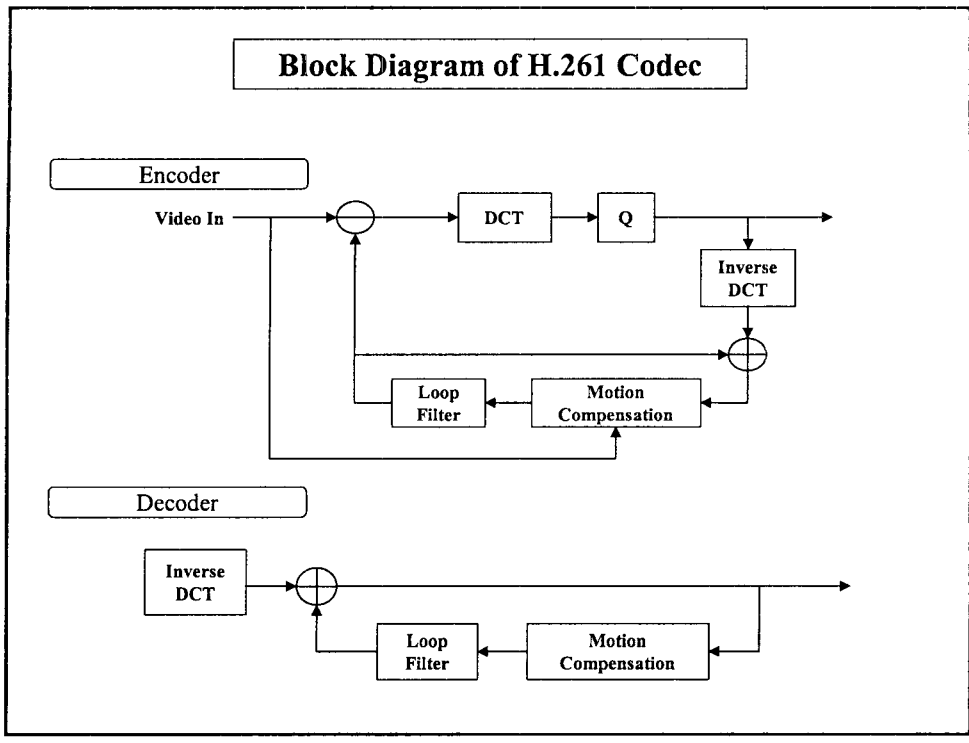 Block Diagram of H.261 Codec
Encoder
Video In
DCT
Q
Inverse
DCT
Loop
Filter
Motion
Compensation
Decoder
Inverse
DCT
Loop
Filter
Motion
Compensation